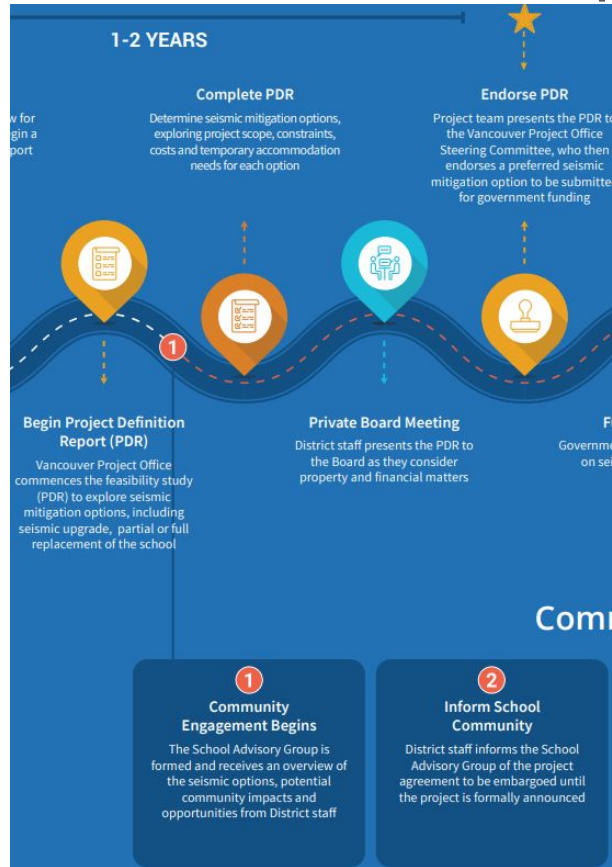 1-2 YEARS
w for
gin a
port
Complete PDR
Determine seismic mitigation options,
exploring project scope, constraints,
costs and temporary accommodation
needs for each option
Endorse PDR
Project team presents the PDR to
the Vancouver Project Office
Steering Committee, who then
endorses a preferred seismic
mitigation option to be submitte
for government funding
1
Begin Project Definition
Report (PDR)
Vancouver Project Office
commences the feasibility study
(PDR) to explore seismic
mitigation options, including
seismic upgrade, partial or full
replacement of the school
Private Board Meeting
District staff presents the PDR to
the Board as they consider
property and financial matters
F
Governme
on sei
Comm
1
Community
Engagement Begins
The School Advisory Group is
formed and receives an overview of
the seismic options, potential
community impacts and
opportunities from District staff
2
Inform School
Community
District staff informs the School
Advisory Group of the project
agreement to be embargoed until
the project is formally announced